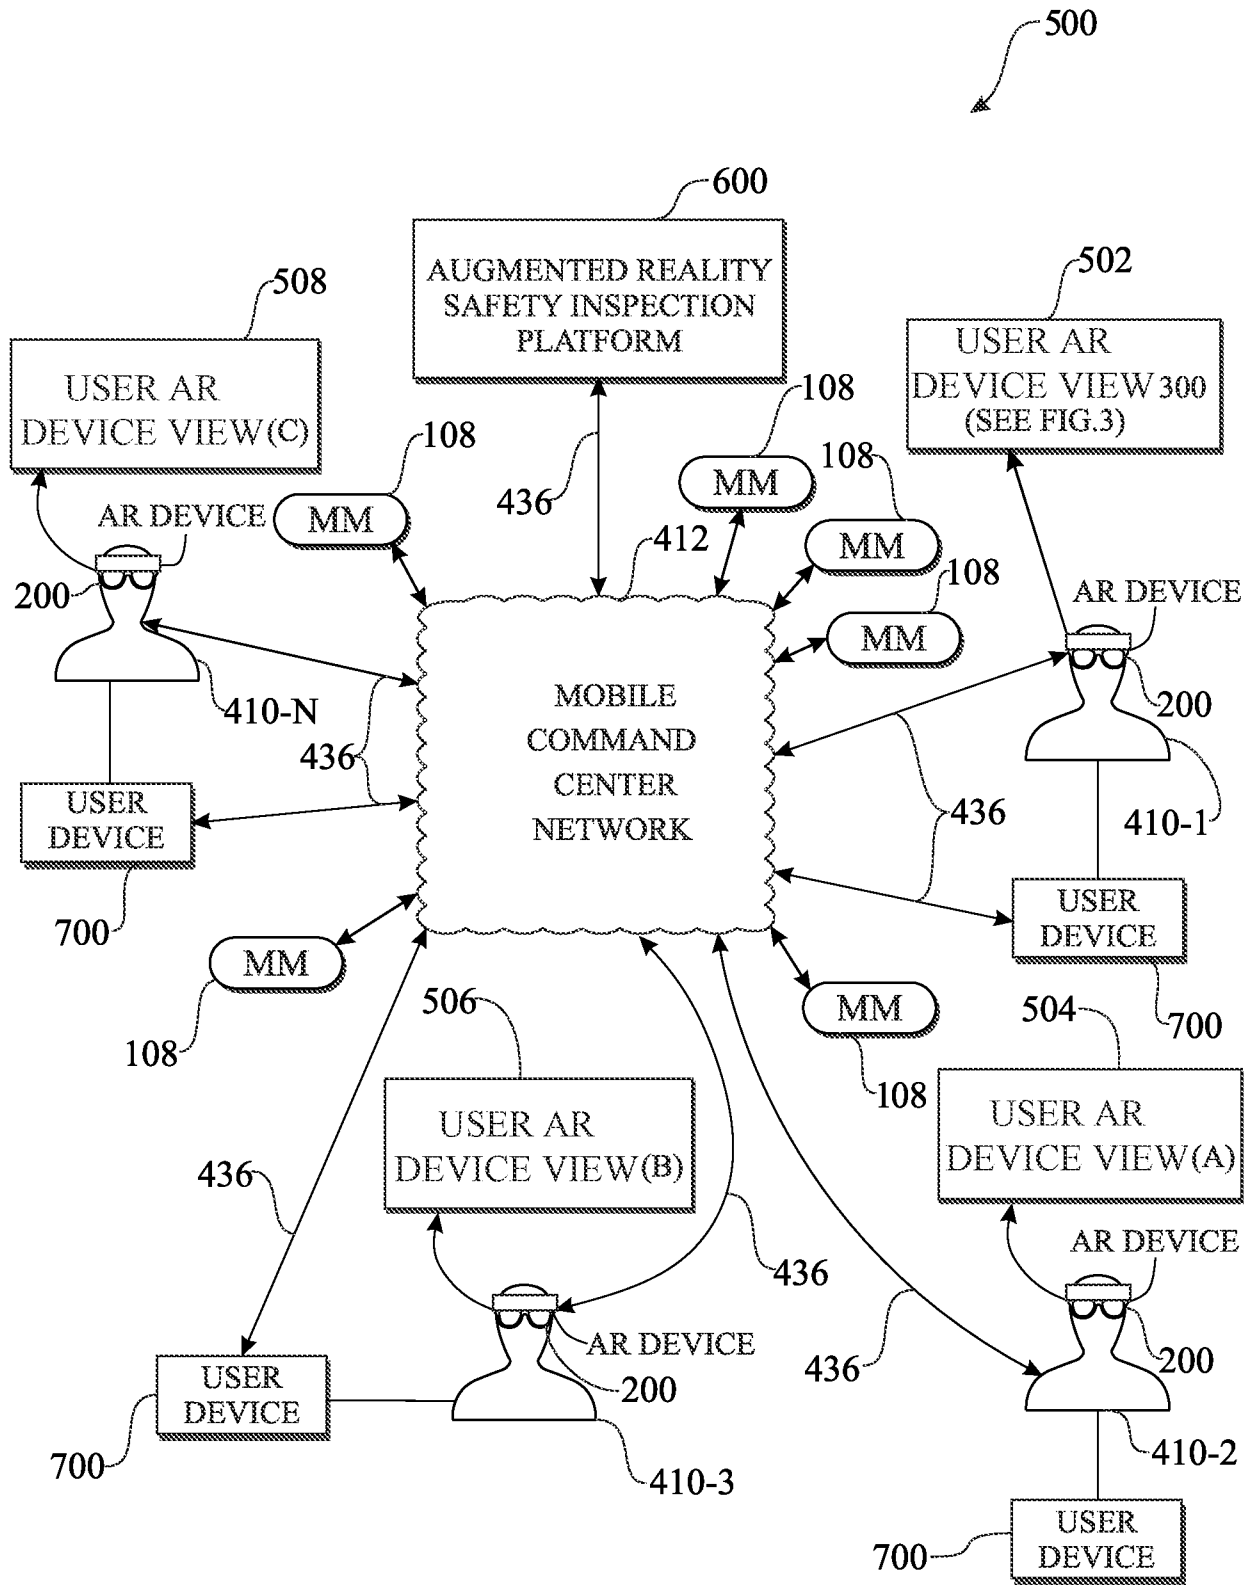 500
600
AUGMENTED REALITY
SAFETY INSPECTION
PLATFORM
502
USER AR
DEVICE VIEW 300
(SEE FIG.3)
508
USER AR
DEVICE VIEW(C)
108
MM
108
MM
108
MM
108
MM
436
412
AR DEVICE
200
410-N
436
USER
DEVICE
700
MOBILE
COMMAND
CENTER
NETWORK
AR DEVICE
200
410-1
436
USER
DEVICE
700
MM
108
MM
108
506
USER AR
DEVICE VIEW(B)
504
USER AR
DEVICE VIEW(A)
436
436
AR DEVICE
200
410-3
USER
DEVICE
700
436
AR DEVICE
200
410-2
USER
DEVICE
700